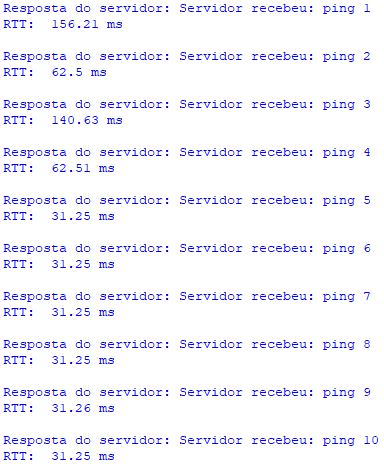 Resposta do servidor: Servidor recebeu: ping 1
RTT:  156.21 ms
Resposta do servidor: Servidor recebeu: ping 2
RTT:  62.5 ms
Resposta do servidor: Servidor recebeu: ping 3
RTT:  140.63 ms
Resposta do servidor: Servidor recebeu: ping 4
RTT:  62.51 ms
Resposta do servidor: Servidor recebeu: ping 5
RTT:  31.25 ms
Resposta do servidor: Servidor recebeu: ping 6
RTT:  31.25 ms
Resposta do servidor: Servidor recebeu: ping 7
RTT:  31.25 ms
Resposta do servidor: Servidor recebeu: ping 8
RTT:  31.25 ms
Resposta do servidor: Servidor recebeu: ping 9
RTT:  31.26 ms
Resposta do servidor: Servidor recebeu: ping 10
RTT:  31.25 ms